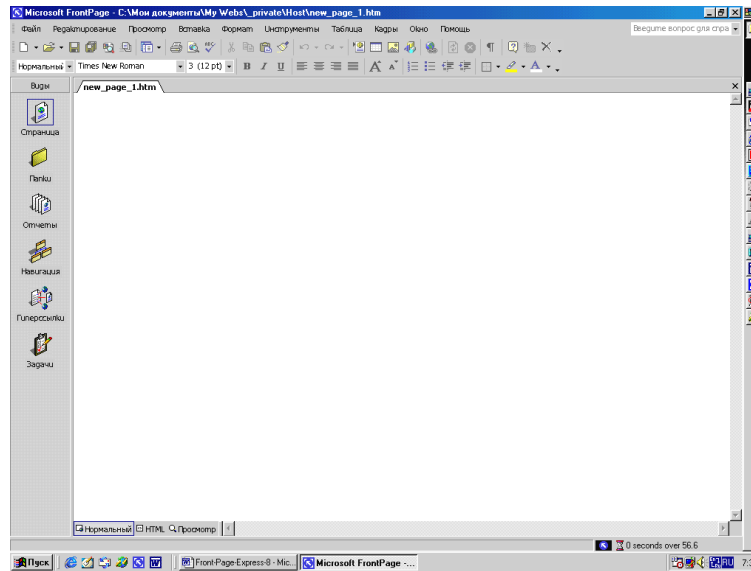 Microsoft FrontPage - C:\Мои документы\My Webs\_private\Host\new_page_1.htm
Файл Редактирование Просмотр Вставка Формат Инструменты Таблица Кадры Окно Помощь Введите вопрос для спра
Нормальный Times New Roman 3 (12 pt) B I U A A A
Виды new_page_1.htm
Страница
Папки
Отчеты
Навигация
Гиперссылки
Задачи
Нормальный HTML Просмотр
0 seconds over 56.6
Пуск Front-Page-Express-8 - Mic... Microsoft FrontPage -... RU